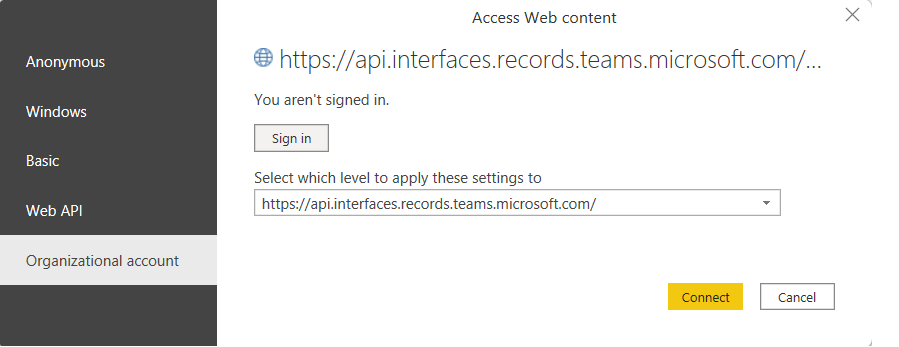 Access Web content
Anonymous
Windows
Basic
Web API
Organizational account
https://api.interfaces.records.teams.microsoft.com/...
You aren't signed in.
Sign in
Select which level to apply these settings to
https://api.interfaces.records.teams.microsoft.com/
Connect
Cancel